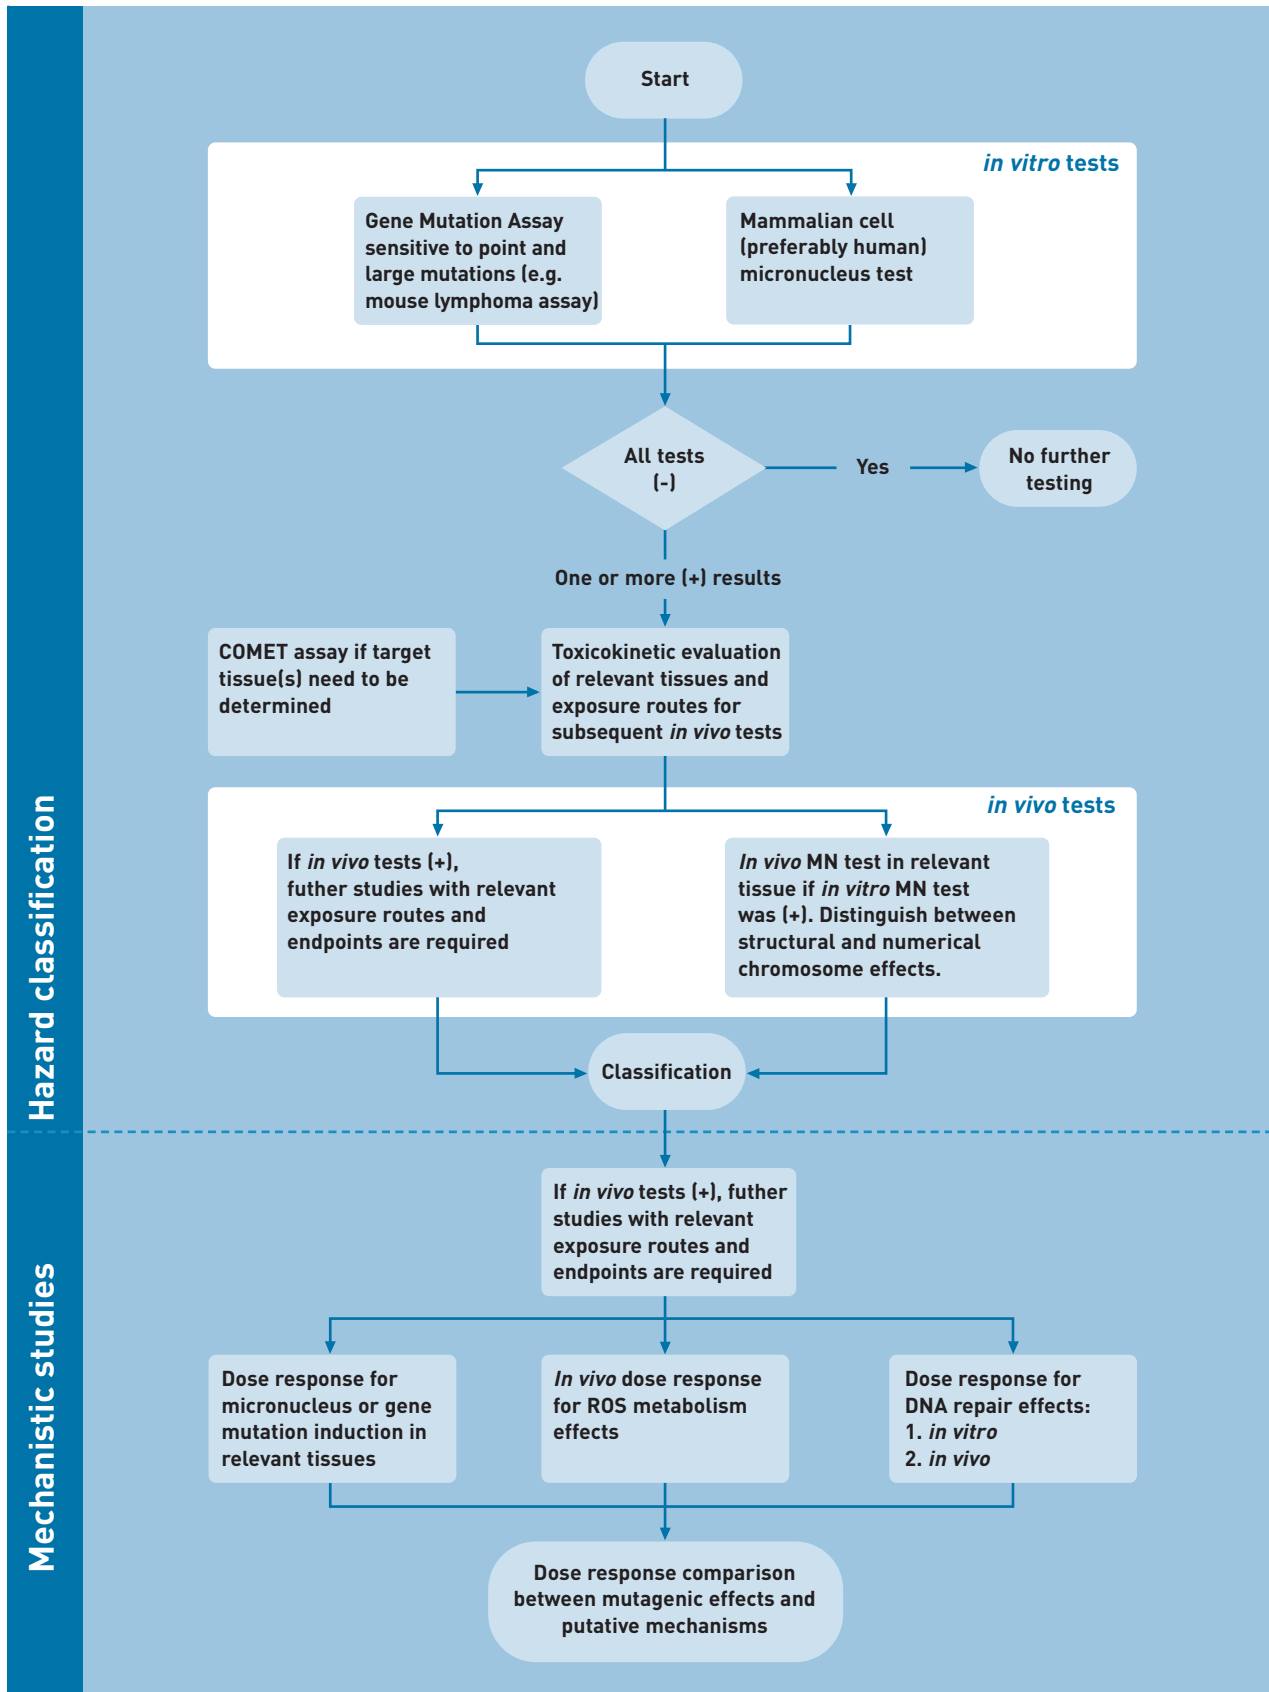 Start
in vitro tests
Gene Mutation Assay
sensitive to point and
large mutations (e.g.
mouse lymphoma assay)
Mammalian cell
(preferably human)
micronucleus test
All tests
(-)
Yes
No further
testing
One or more (+) results
COMET assay if target
tissue(s) need to be
determined
Toxicokinetic evaluation
of relevant tissues and
exposure routes for
subsequent in vivo tests
in vivo tests
If in vivo tests (+),
futher studies with relevant
exposure routes and
endpoints are required
In vivo MN test in relevant
tissue if in vitro MN test
was (+). Distinguish between
structural and numerical
chromosome effects.
Classification
Hazard classification
If in vivo tests (+), futher
studies with relevant
exposure routes and
endpoints are required
Dose response for
micronucleus or gene
mutation induction in
relevant tissues
In vivo dose response
for ROS metabolism
effects
Dose response for
DNA repair effects:
1. in vitro
2. in vivo
Dose response comparison
between mutagenic effects and
putative mechanisms
Mechanistic studies